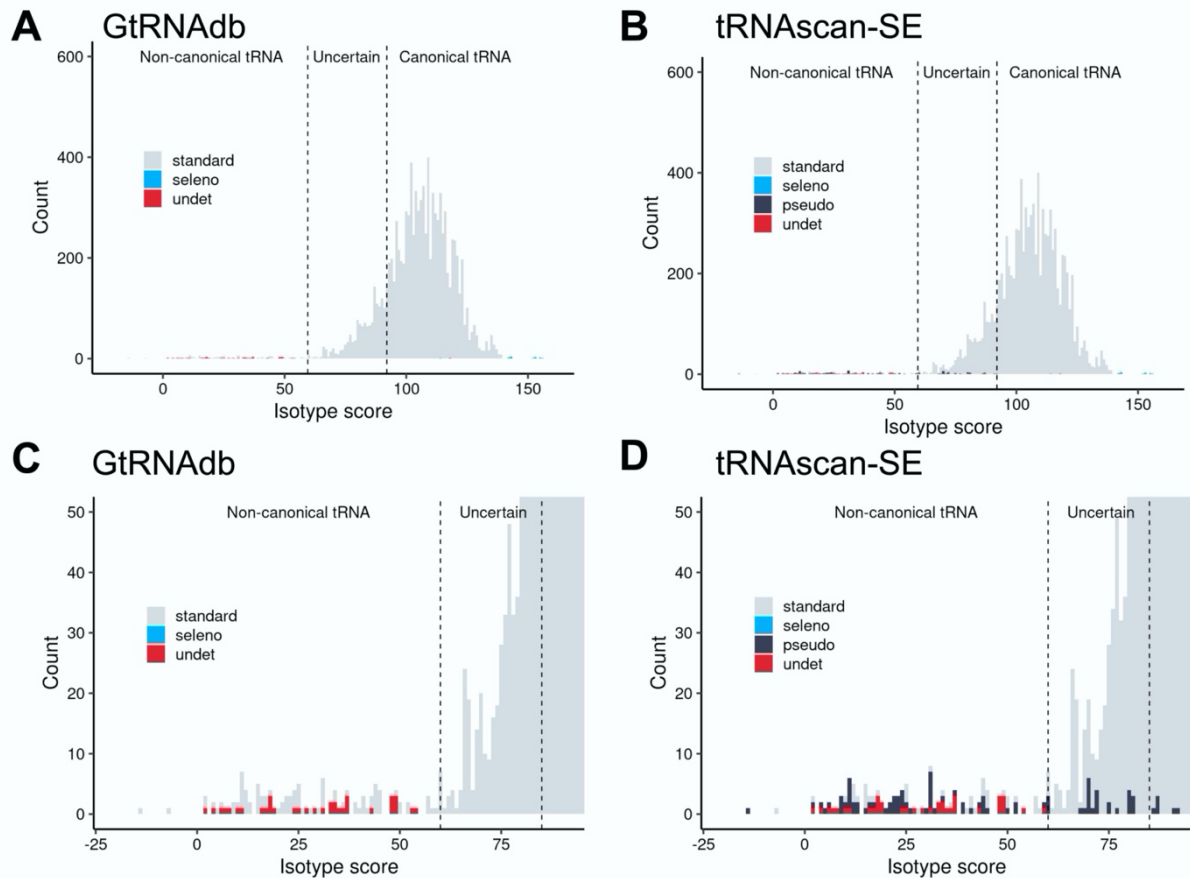 A GtRNAdb
600
400
200
0
Count
Non-canonical tRNA
Uncertain
Canonical tRNA
standard
seleno
undet
0 50 100 150
Isotype score
B tRNAscan-SE
600
400
200
0
Count
Non-canonical tRNA
Uncertain
Canonical tRNA
standard
seleno
pseudo
undet
0 50 100 150
Isotype score
C GtRNAdb
50
40
30
20
10
0
Count
Non-canonical tRNA
Uncertain
standard
seleno
undet
-25 0 25 50 75
Isotype score
D tRNAscan-SE
50
40
30
20
10
0
Count
Non-canonical tRNA
Uncertain
standard
seleno
pseudo
undet
-25 0 25 50 75
Isotype score